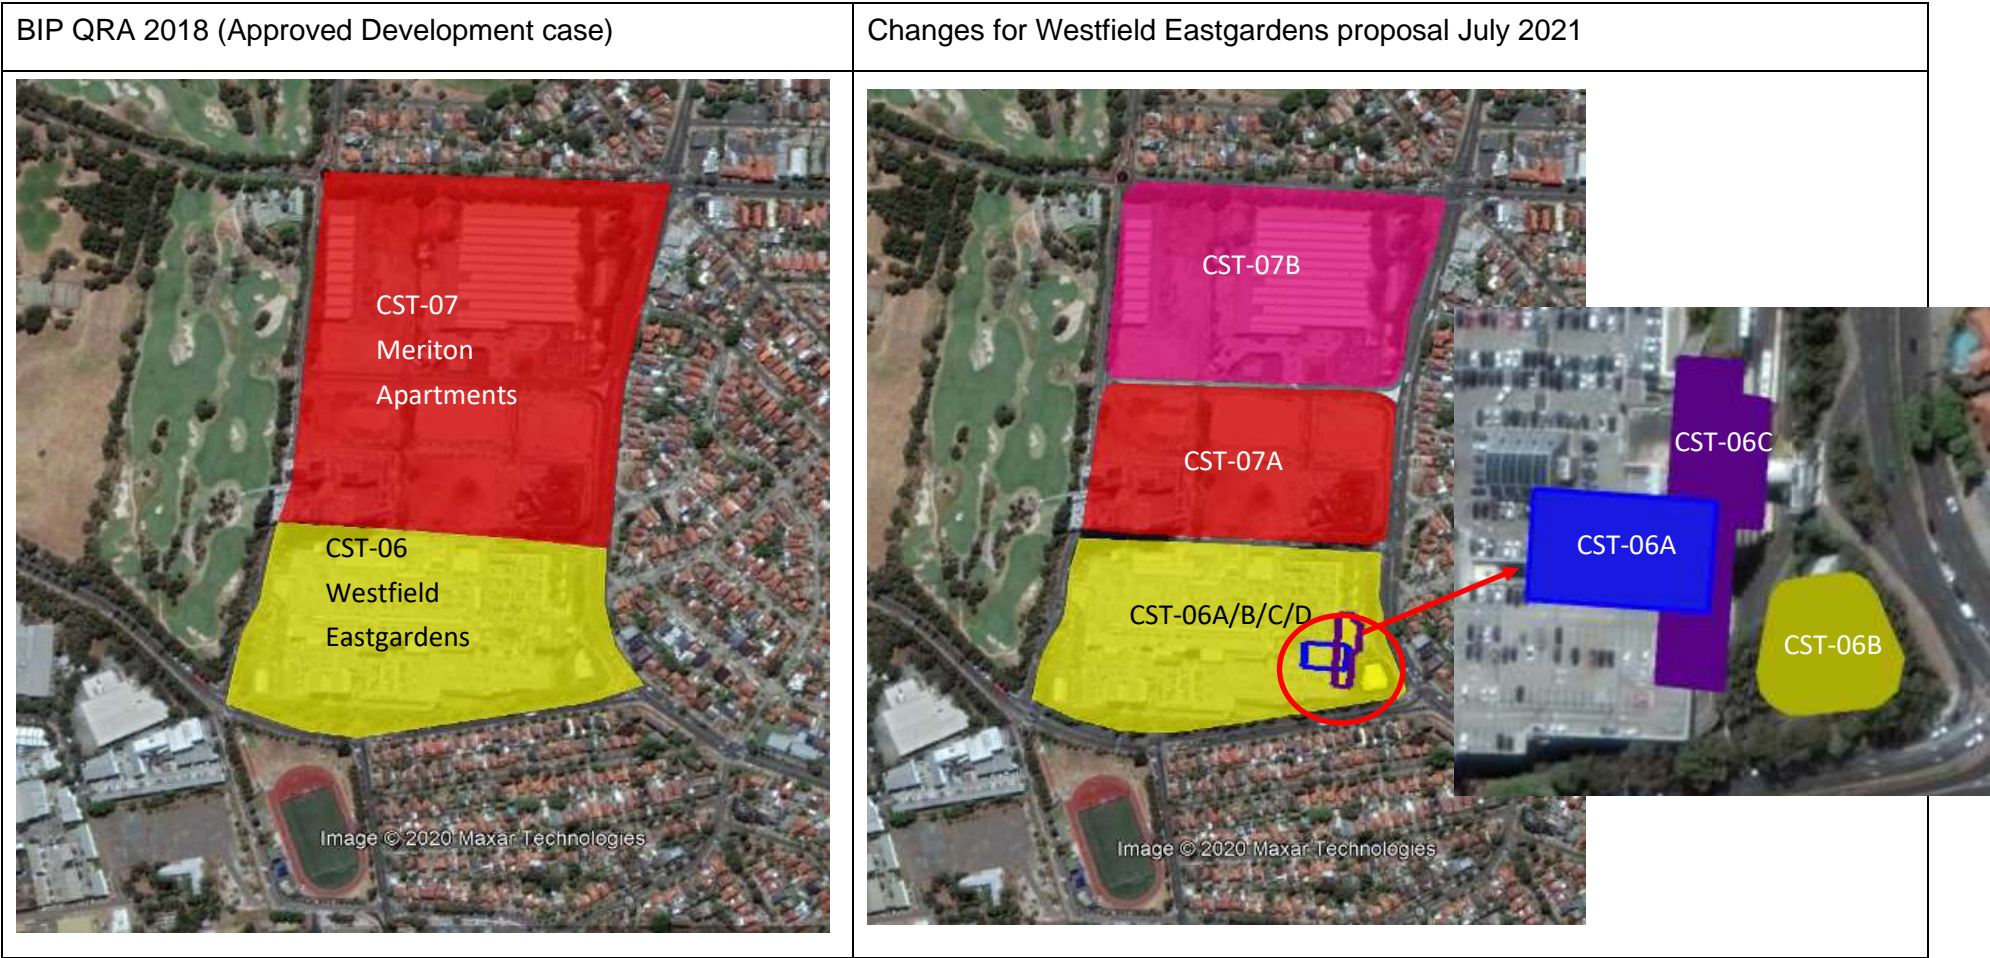 BIP QRA 2018 (Approved Development case)
Changes for Westfield Eastgardens proposal July 2021
CST-07
Meriton
Apartments
CST-06
Westfield
Eastgardens
Image © 2020 Maxar Technologies
CST-07B
CST-07A
CST-06A/B/C/D
Image © 2020 Maxar Technologies
CST-06C
CST-06A
CST-06B